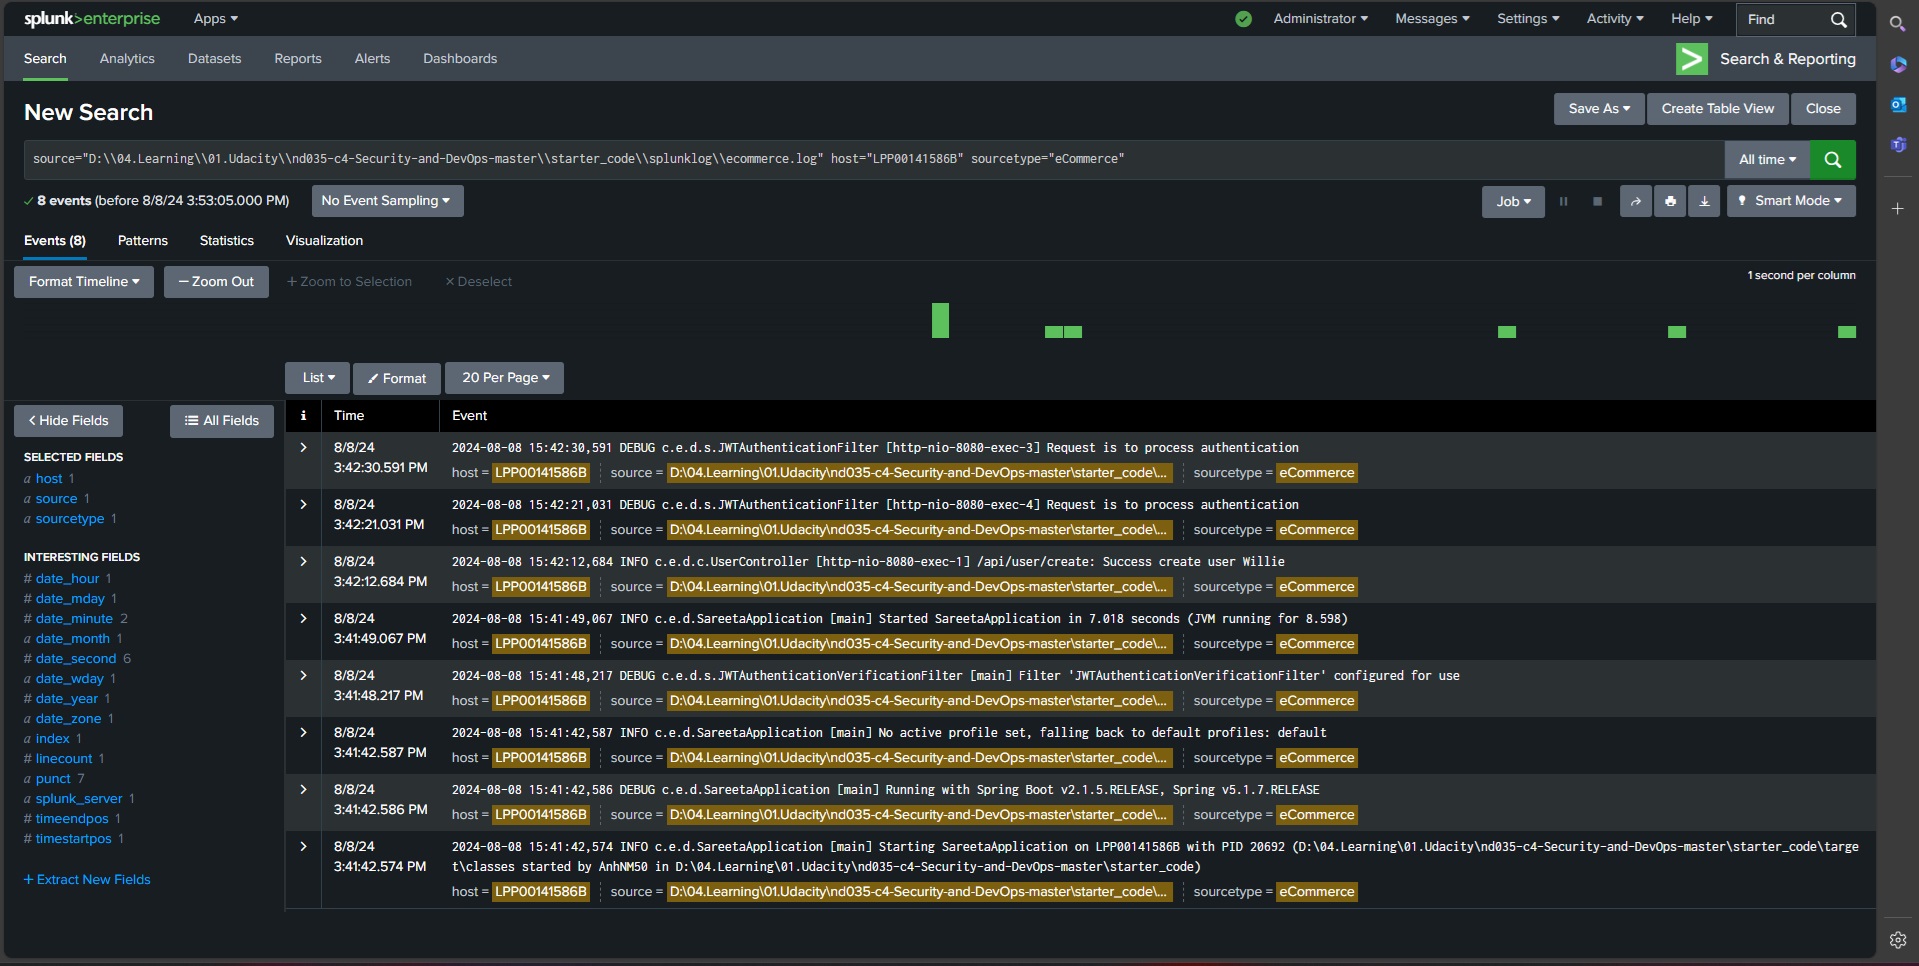 splunk>enterprise Apps Administrator Messages Settings Activity Help Find
Search Analytics Datasets Reports Alerts Dashboards Search & Reporting
New Search Save As Create Table View Close
source="D:\\04.Learning\\01.Udacity\\nd035-c4-Security-and-DevOps-master\\starter_code\\splunklog\\ecommerce.log" host="LPP00141586B" sourcetype="eCommerce" All time
8 events (before 8/8/24 3:53:05.000 PM) No Event Sampling Job Smart Mode
Events (8) Patterns Statistics Visualization
Format Timeline — Zoom Out + Zoom to Selection × Deselect 1 second per column
List Format 20 Per Page
< Hide Fields All Fields
SELECTED FIELDS
a host 1
a source 1
a sourcetype 1
INTERESTING FIELDS
# date_hour 1
# date_mday 1
# date_minute 2
a date_month 1
# date_second 6
a date_wday 1
# date_year 1
a date_zone 1
a index 1
# linecount 1
a punct 7
a splunk_server 1
# timeendpos 1
# timestartpos 1
+ Extract New Fields
i Time Event
8/8/24
3:42:30.591 PM
2024-08-08 15:42:30,591 DEBUG c.e.d.s.JWTAuthenticationFilter [http-nio-8080-exec-3] Request is to process authentication
host = LPP00141586B source = D:\04.Learning\01.Udacity\nd035-c4-Security-and-DevOps-master\starter_code\... sourcetype = eCommerce
8/8/24
3:42:21.031 PM
2024-08-08 15:42:21,031 DEBUG c.e.d.s.JWTAuthenticationFilter [http-nio-8080-exec-4] Request is to process authentication
host = LPP00141586B source = D:\04.Learning\01.Udacity\nd035-c4-Security-and-DevOps-master\starter_code\... sourcetype = eCommerce
8/8/24
3:42:12.684 PM
2024-08-08 15:42:12,684 INFO c.e.d.c.UserController [http-nio-8080-exec-1] /api/user/create: Success create user Willie
host = LPP00141586B source = D:\04.Learning\01.Udacity\nd035-c4-Security-and-DevOps-master\starter_code\... sourcetype = eCommerce
8/8/24
3:41:49.067 PM
2024-08-08 15:41:49,067 INFO c.e.d.SareetaApplication [main] Started SareetaApplication in 7.018 seconds (JVM running for 8.598)
host = LPP00141586B source = D:\04.Learning\01.Udacity\nd035-c4-Security-and-DevOps-master\starter_code\... sourcetype = eCommerce
8/8/24
3:41:48.217 PM
2024-08-08 15:41:48,217 DEBUG c.e.d.s.JWTAuthenticationVerificationFilter [main] Filter 'JWTAuthenticationVerificationFilter' configured for use
host = LPP00141586B source = D:\04.Learning\01.Udacity\nd035-c4-Security-and-DevOps-master\starter_code\... sourcetype = eCommerce
8/8/24
3:41:42.587 PM
2024-08-08 15:41:42,587 INFO c.e.d.SareetaApplication [main] No active profile set, falling back to default profiles: default
host = LPP00141586B source = D:\04.Learning\01.Udacity\nd035-c4-Security-and-DevOps-master\starter_code\... sourcetype = eCommerce
8/8/24
3:41:42.586 PM
2024-08-08 15:41:42,586 DEBUG c.e.d.SareetaApplication [main] Running with Spring Boot v2.1.5.RELEASE, Spring v5.1.7.RELEASE
host = LPP00141586B source = D:\04.Learning\01.Udacity\nd035-c4-Security-and-DevOps-master\starter_code\... sourcetype = eCommerce
8/8/24
3:41:42.574 PM
2024-08-08 15:41:42,574 INFO c.e.d.SareetaApplication [main] Starting SareetaApplication on LPP00141586B with PID 20692 (D:\04.Learning\01.Udacity\nd035-c4-Security-and-DevOps-master\starter_code\targe
t\classes started by AnhNM50 in D:\04.Learning\01.Udacity\nd035-c4-Security-and-DevOps-master\starter_code)
host = LPP00141586B source = D:\04.Learning\01.Udacity\nd035-c4-Security-and-DevOps-master\starter_code\... sourcetype = eCommerce